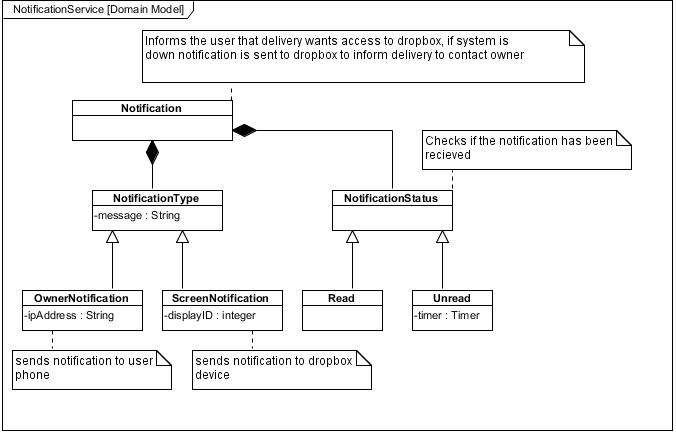 NotificationService [Domain Model]
Informs the user that delivery wants access to dropbox, if system is
down notification is sent to dropbox to inform delivery to contact owner
Notification
Checks if the notification has been
recieved
NotificationType
-message : String
NotificationStatus
OwnerNotification
-ipAddress : String
ScreenNotification
-displayID : integer
Read
Unread
-timer : Timer
sends notification to user
phone
sends notification to dropbox
device